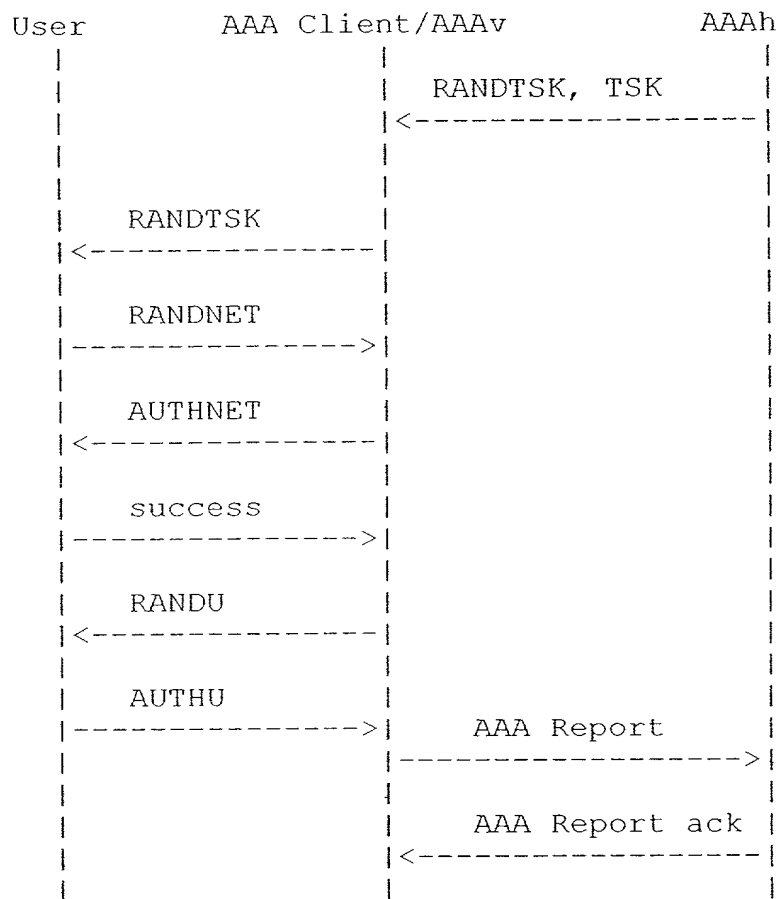 User AAA Client/AAAv AAAh
RANDTSK, TSK
RANDTSK
RANDNET
AUTHNET
success
RANDU
AUTHU
AAA Report
AAA Report ack